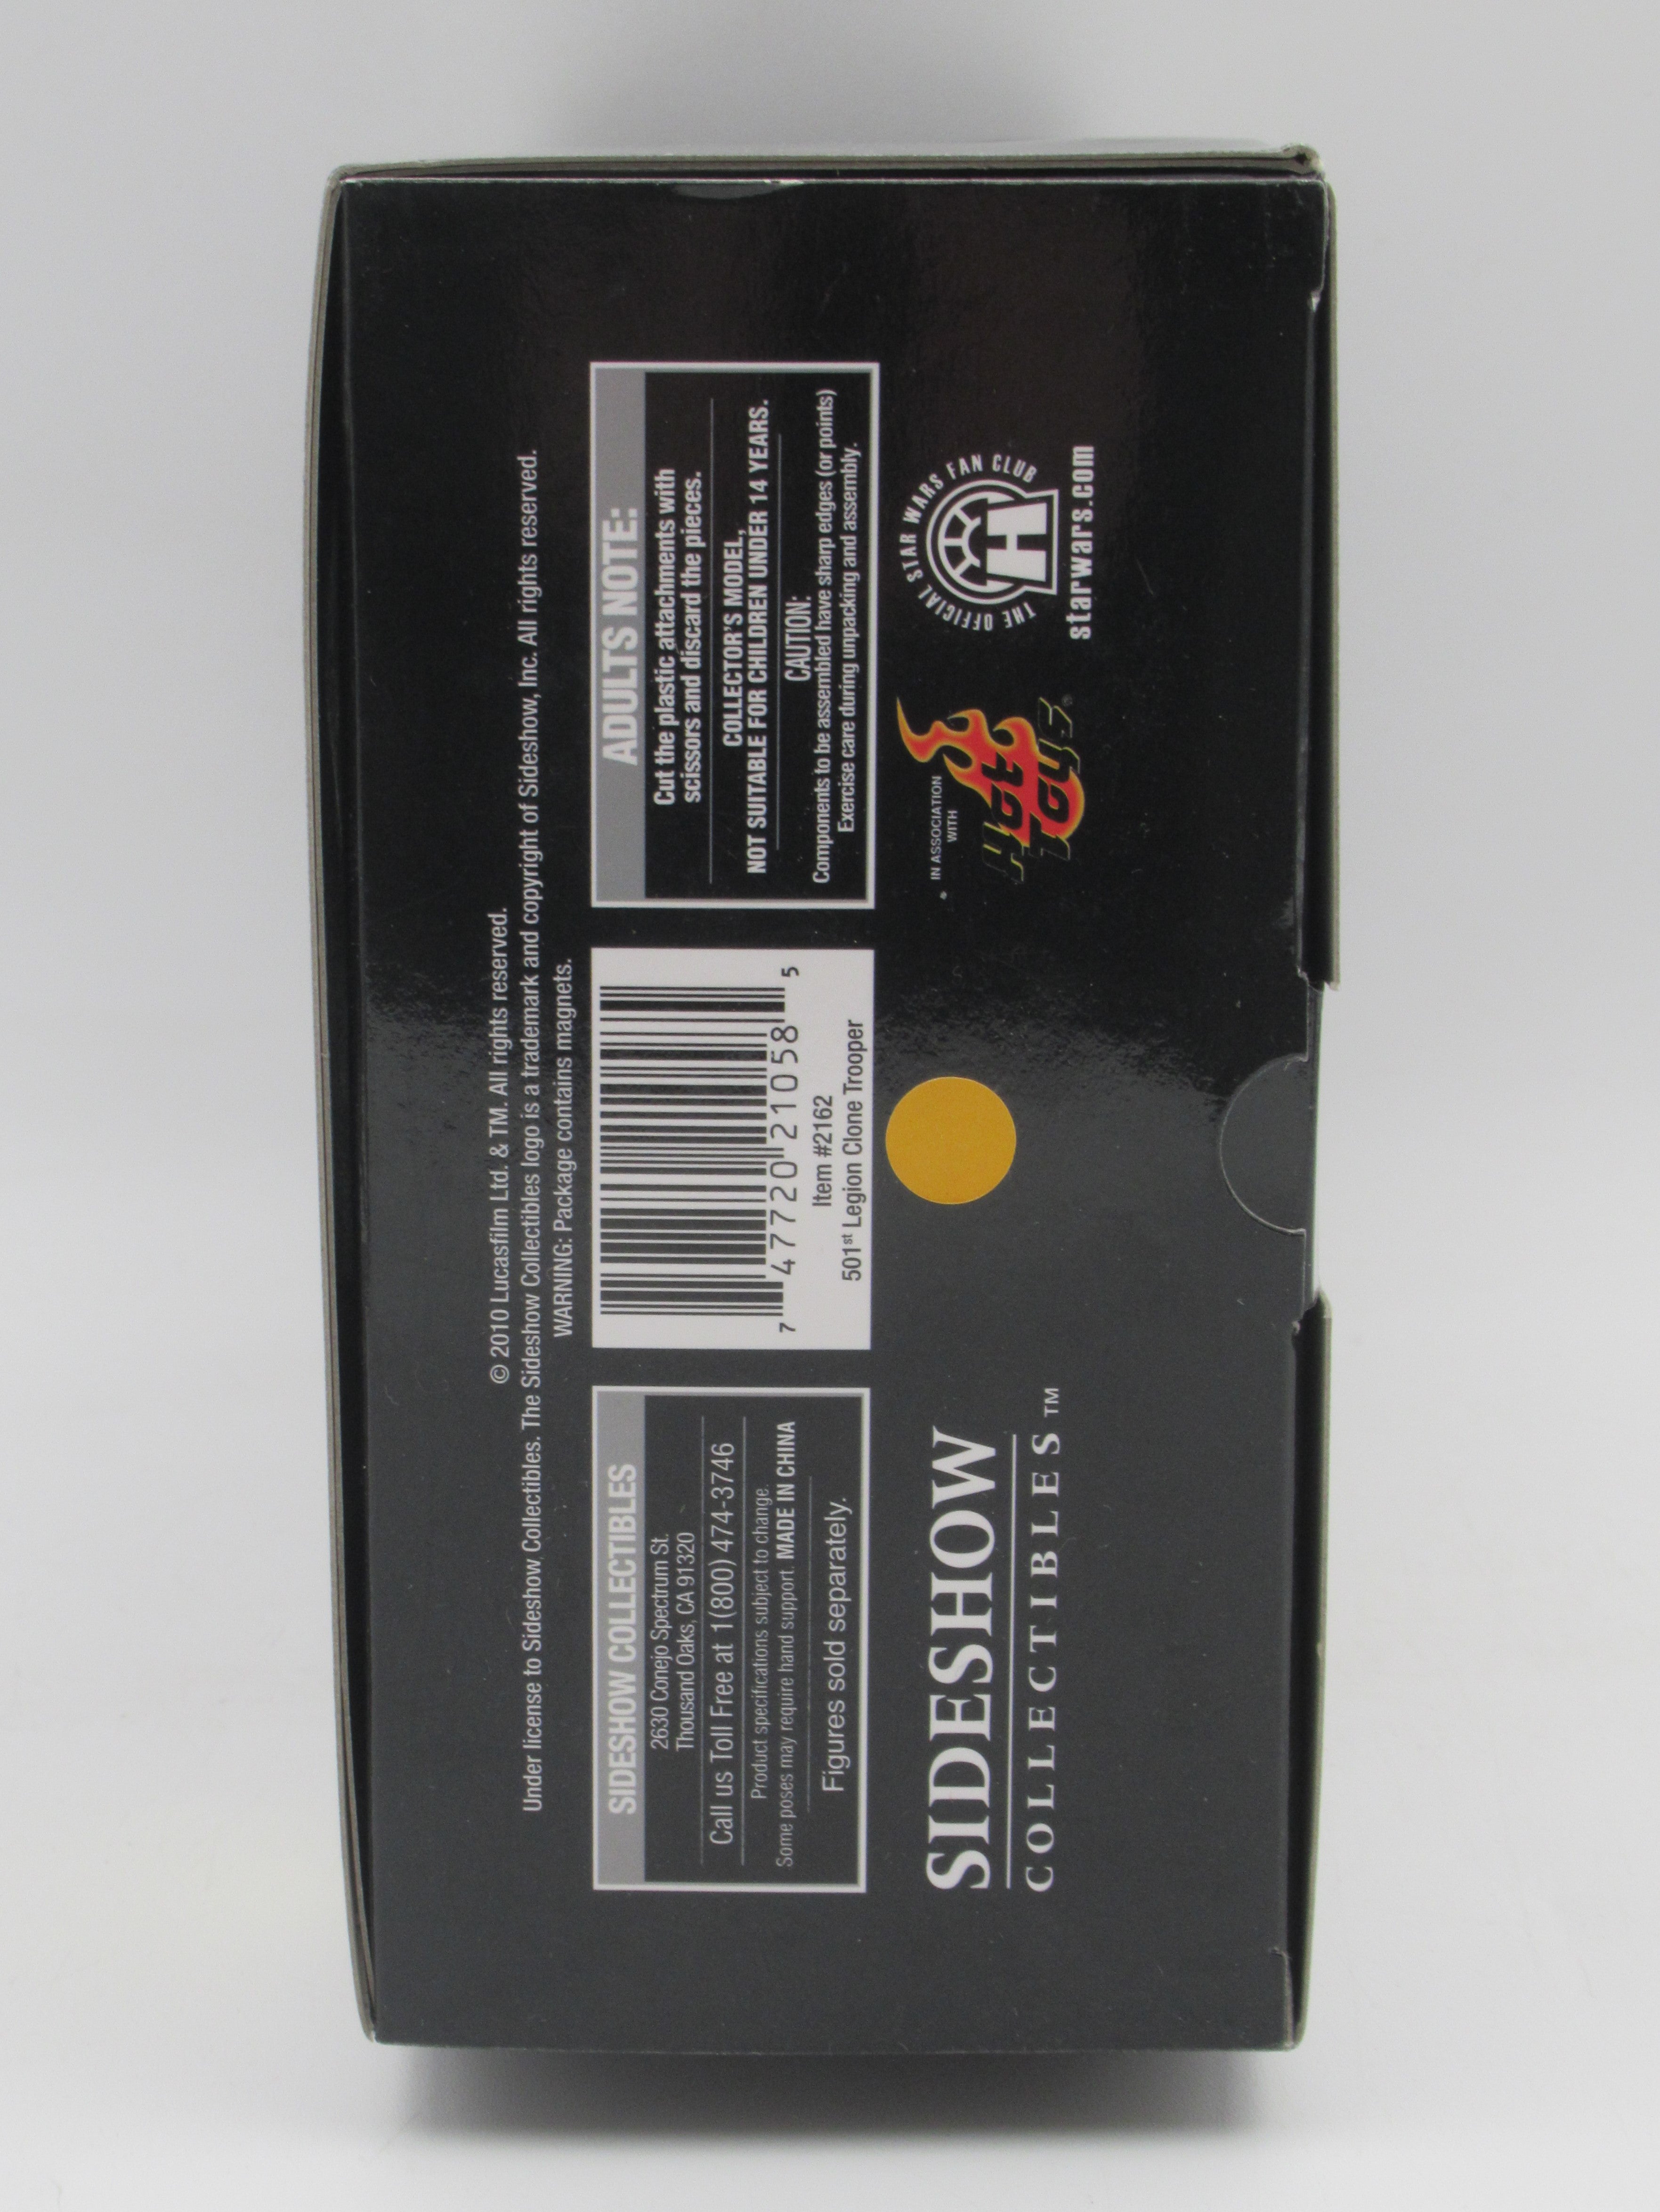 © 2010 Lucasfilm Ltd. & TM. All rights reserved.
Under license to Sideshow Collectibles. The Sideshow Collectibles logo is a trademark and copyright of Sideshow, Inc. All rights reserved.
WARNING: Package contains magnets.
SIDESHOW COLLECTIBLES
2630 Conejo Spectrum St.
Thousand Oaks, CA 91320
Call us Toll Free at 1(800) 474-3746
Product specifications subject to change.
Some poses may require hand support. MADE IN CHINA
Figures sold separately.
7 47720 21058 5
Item #2162
501st Legion Clone Trooper
ADULTS NOTE:
Cut the plastic attachments with
scissors and discard the pieces.
COLLECTOR'S MODEL,
NOT SUITABLE FOR CHILDREN UNDER 14 YEARS.
CAUTION:
Components to be assembled have sharp edges (or points)
Exercise care during unpacking and assembly.
SIDESHOW
COLLECTIBLES™
IN ASSOCIATION
WITH
Hot
Toys®
THE OFFICIAL STAR WARS FAN CLUB
H
starwars.com